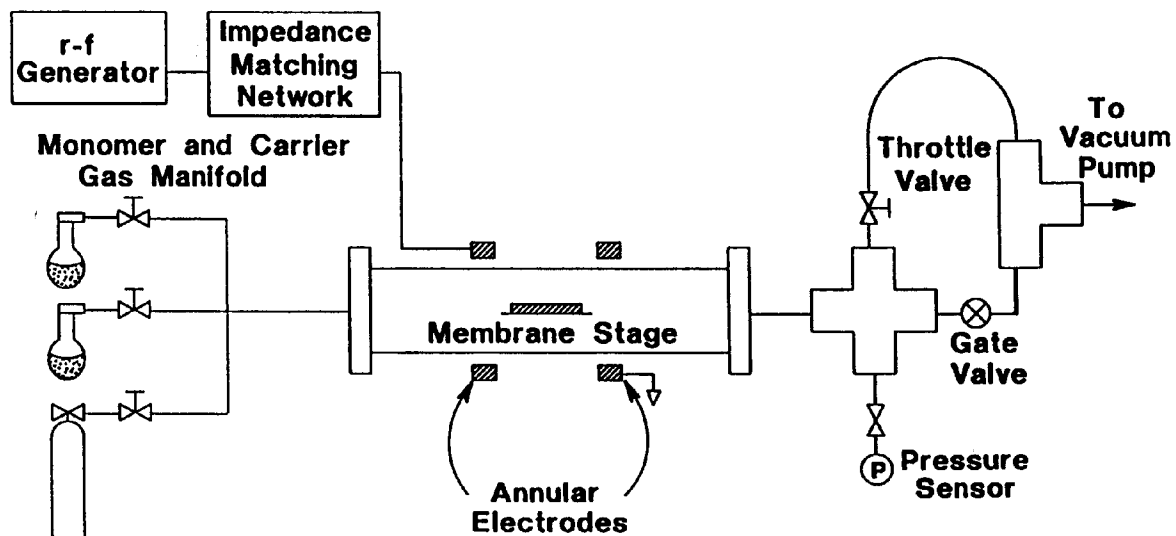 r-f
Generator
Impedance
Matching
Network
Monomer and Carrier
Gas Manifold
Throttle
Valve
To
Vacuum
Pump
Membrane Stage
Gate
Valve
P
Pressure
Sensor
Annular
Electrodes